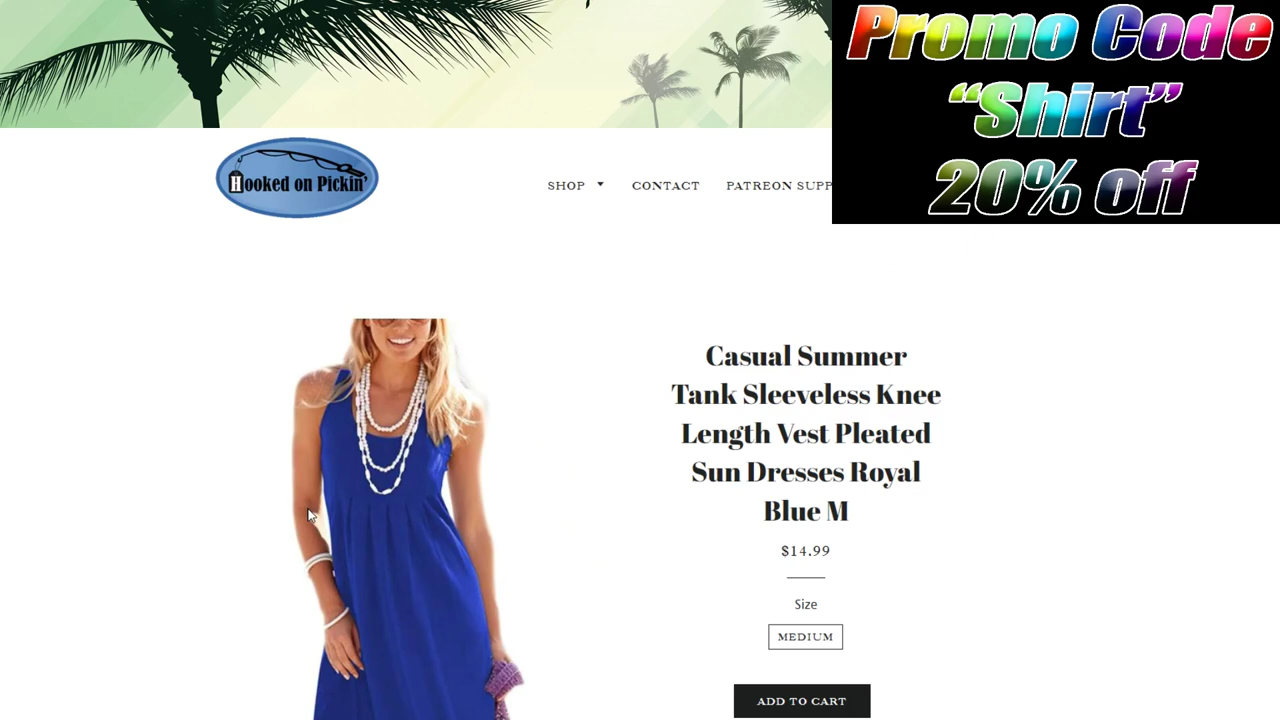 Promo Code
“Shirt”
20% off
Hooked on Pickin'
SHOP
CONTACT
PATREON SUPP
Casual Summer
Tank Sleeveless Knee
Length Vest Pleated
Sun Dresses Royal
Blue M
$14.99
Size
MEDIUM
ADD TO CART